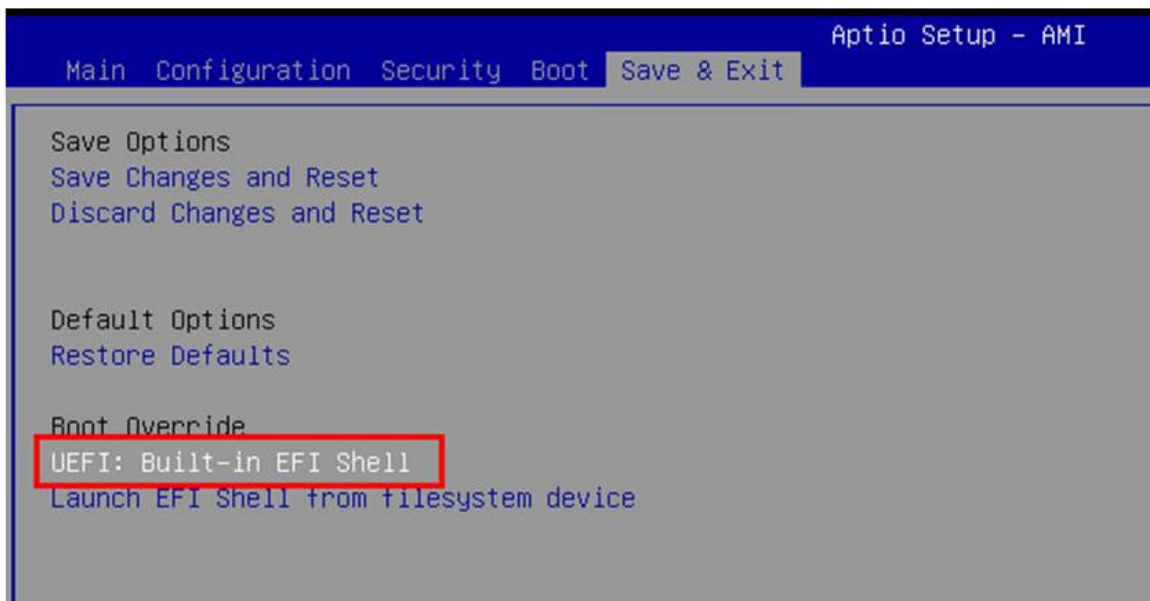 Aptio Setup - AMI
Main Configuration Security Boot Save & Exit
Save Options
Save Changes and Reset
Discard Changes and Reset
Default Options
Restore Defaults
Boot Override
UEFI: Built-in EFI Shell
Launch EFI Shell from filesystem device